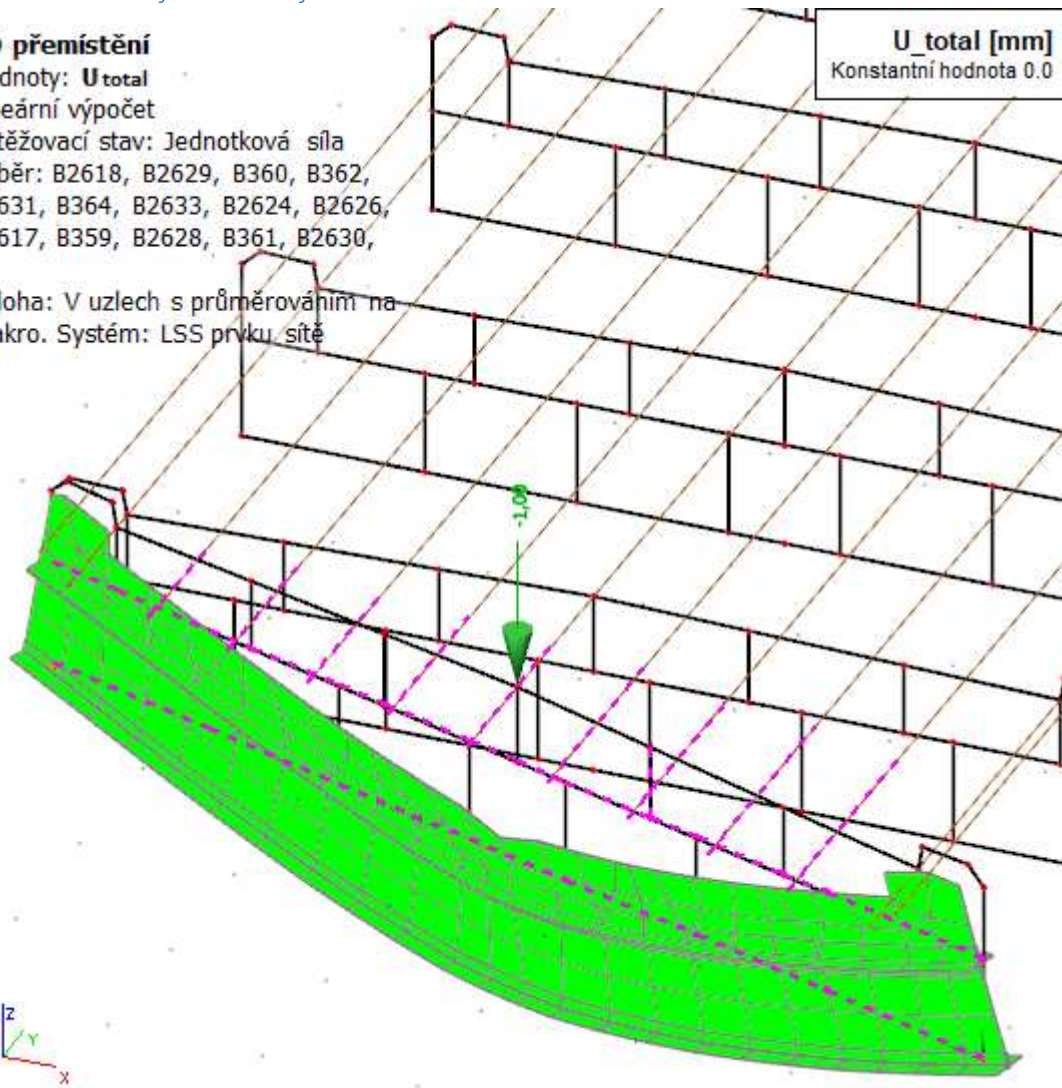 přemístění
dnoty: U total
eární výpočet
těžovací stav: Jednotková síla
běr: B2618, B2629, B360, B362,
631, B364, B2633, B2624, B2626,
617, B359, B2628, B361, B2630,
loha: V uzlech s průměrováním na
akro. Systém: LSS prvku sítě
U_total [mm]
Konstantní hodnota 0.0
-1,00
Z
Y
X